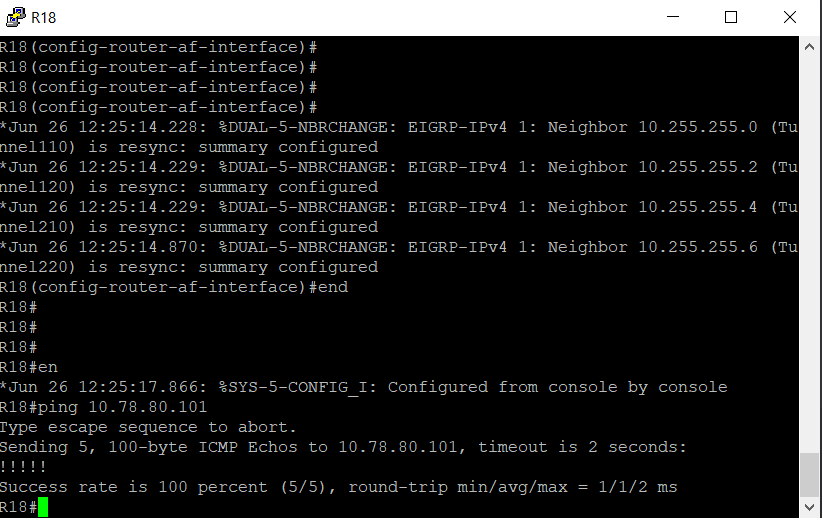 R18
R18(config-router-af-interface)#
R18(config-router-af-interface)#
R18(config-router-af-interface)#
R18(config-router-af-interface)#
*Jun 26 12:25:14.228: %DUAL-5-NBRCHANGE: EIGRP-IPv4 1: Neighbor 10.255.255.0 (Tu
nnel110) is resync: summary configured
*Jun 26 12:25:14.229: %DUAL-5-NBRCHANGE: EIGRP-IPv4 1: Neighbor 10.255.255.2 (Tu
nnel120) is resync: summary configured
*Jun 26 12:25:14.229: %DUAL-5-NBRCHANGE: EIGRP-IPv4 1: Neighbor 10.255.255.4 (Tu
nnel210) is resync: summary configured
*Jun 26 12:25:14.870: %DUAL-5-NBRCHANGE: EIGRP-IPv4 1: Neighbor 10.255.255.6 (Tu
nnel220) is resync: summary configured
R18(config-router-af-interface)#end
R18#
R18#
R18#
R18#en
*Jun 26 12:25:17.866: %SYS-5-CONFIG_I: Configured from console by console
R18#ping 10.78.80.101
Type escape sequence to abort.
Sending 5, 100-byte ICMP Echos to 10.78.80.101, timeout is 2 seconds:
!!!!!
Success rate is 100 percent (5/5), round-trip min/avg/max = 1/1/2 ms
R18#